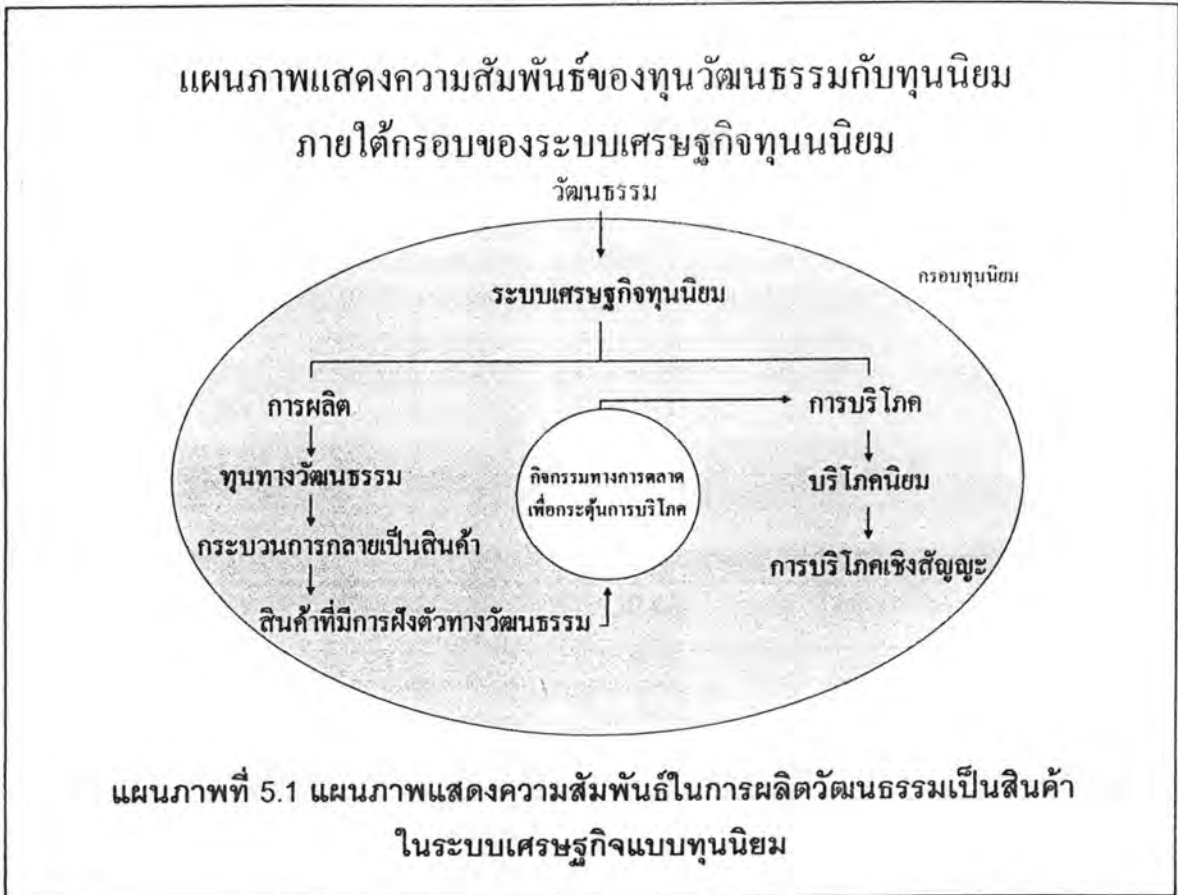 แผนภาพแสดงความสัมพันธ์ของทุนวัฒนธรรมกับทุนนิยม
ภายใต้กรอบของระบบเศรษฐกิจทุนนนิยม
วัฒนธรรม
กรอบทุนนิยม
ระบบเศรษฐกิจทุนนิยม
การผลิต
การบริโภค
ทุนทางวัฒนธรรม
กิจกรรมทางการตลาด
เพื่อกระตุ้นการบริโภค
บริโภคนิยม
กระบวนการกลายเป็นสินค้า
การบริโภคเชิงสัญญะ
สินค้าที่มีการฝังตัวทางวัฒนธรรม
แผนภาพที่ 5.1 แผนภาพแสดงความสัมพันธ์ในการผลิตวัฒนธรรมเป็นสินค้า
ในระบบเศรษฐกิจแบบทุนนิยม